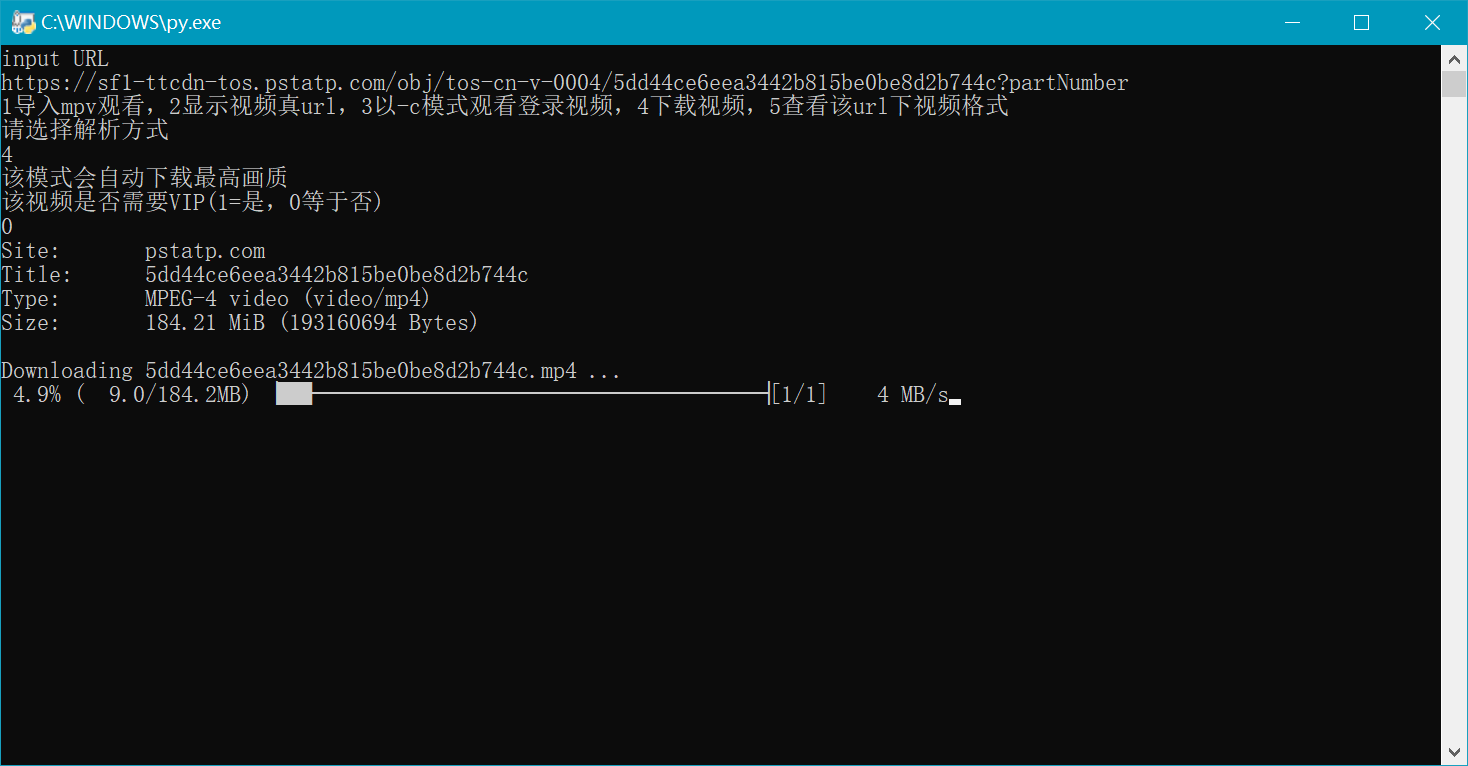 C:\WINDOWS\py.exe
input URL
https://sf1-ttcdn-tos.pstatp.com/obj/tos-cn-v-0004/5dd44ce6eea3442b815be0be8d2b744c?partNumber
1导入mpv观看，2显示视频真url，3以-c模式观看登录视频，4下载视频，5查看该url下视频格式
请选择解析方式
4
该模式会自动下载最高画质
该视频是否需要VIP(1=是，0等于否)
0
Site:       pstatp.com
Title:      5dd44ce6eea3442b815be0be8d2b744c
Type:       MPEG-4 video (video/mp4)
Size:       184.21 MiB (193160694 Bytes)
Downloading 5dd44ce6eea3442b815be0be8d2b744c.mp4 ...
4.9% (  9.0/184.2MB) [1/1]    4 MB/s